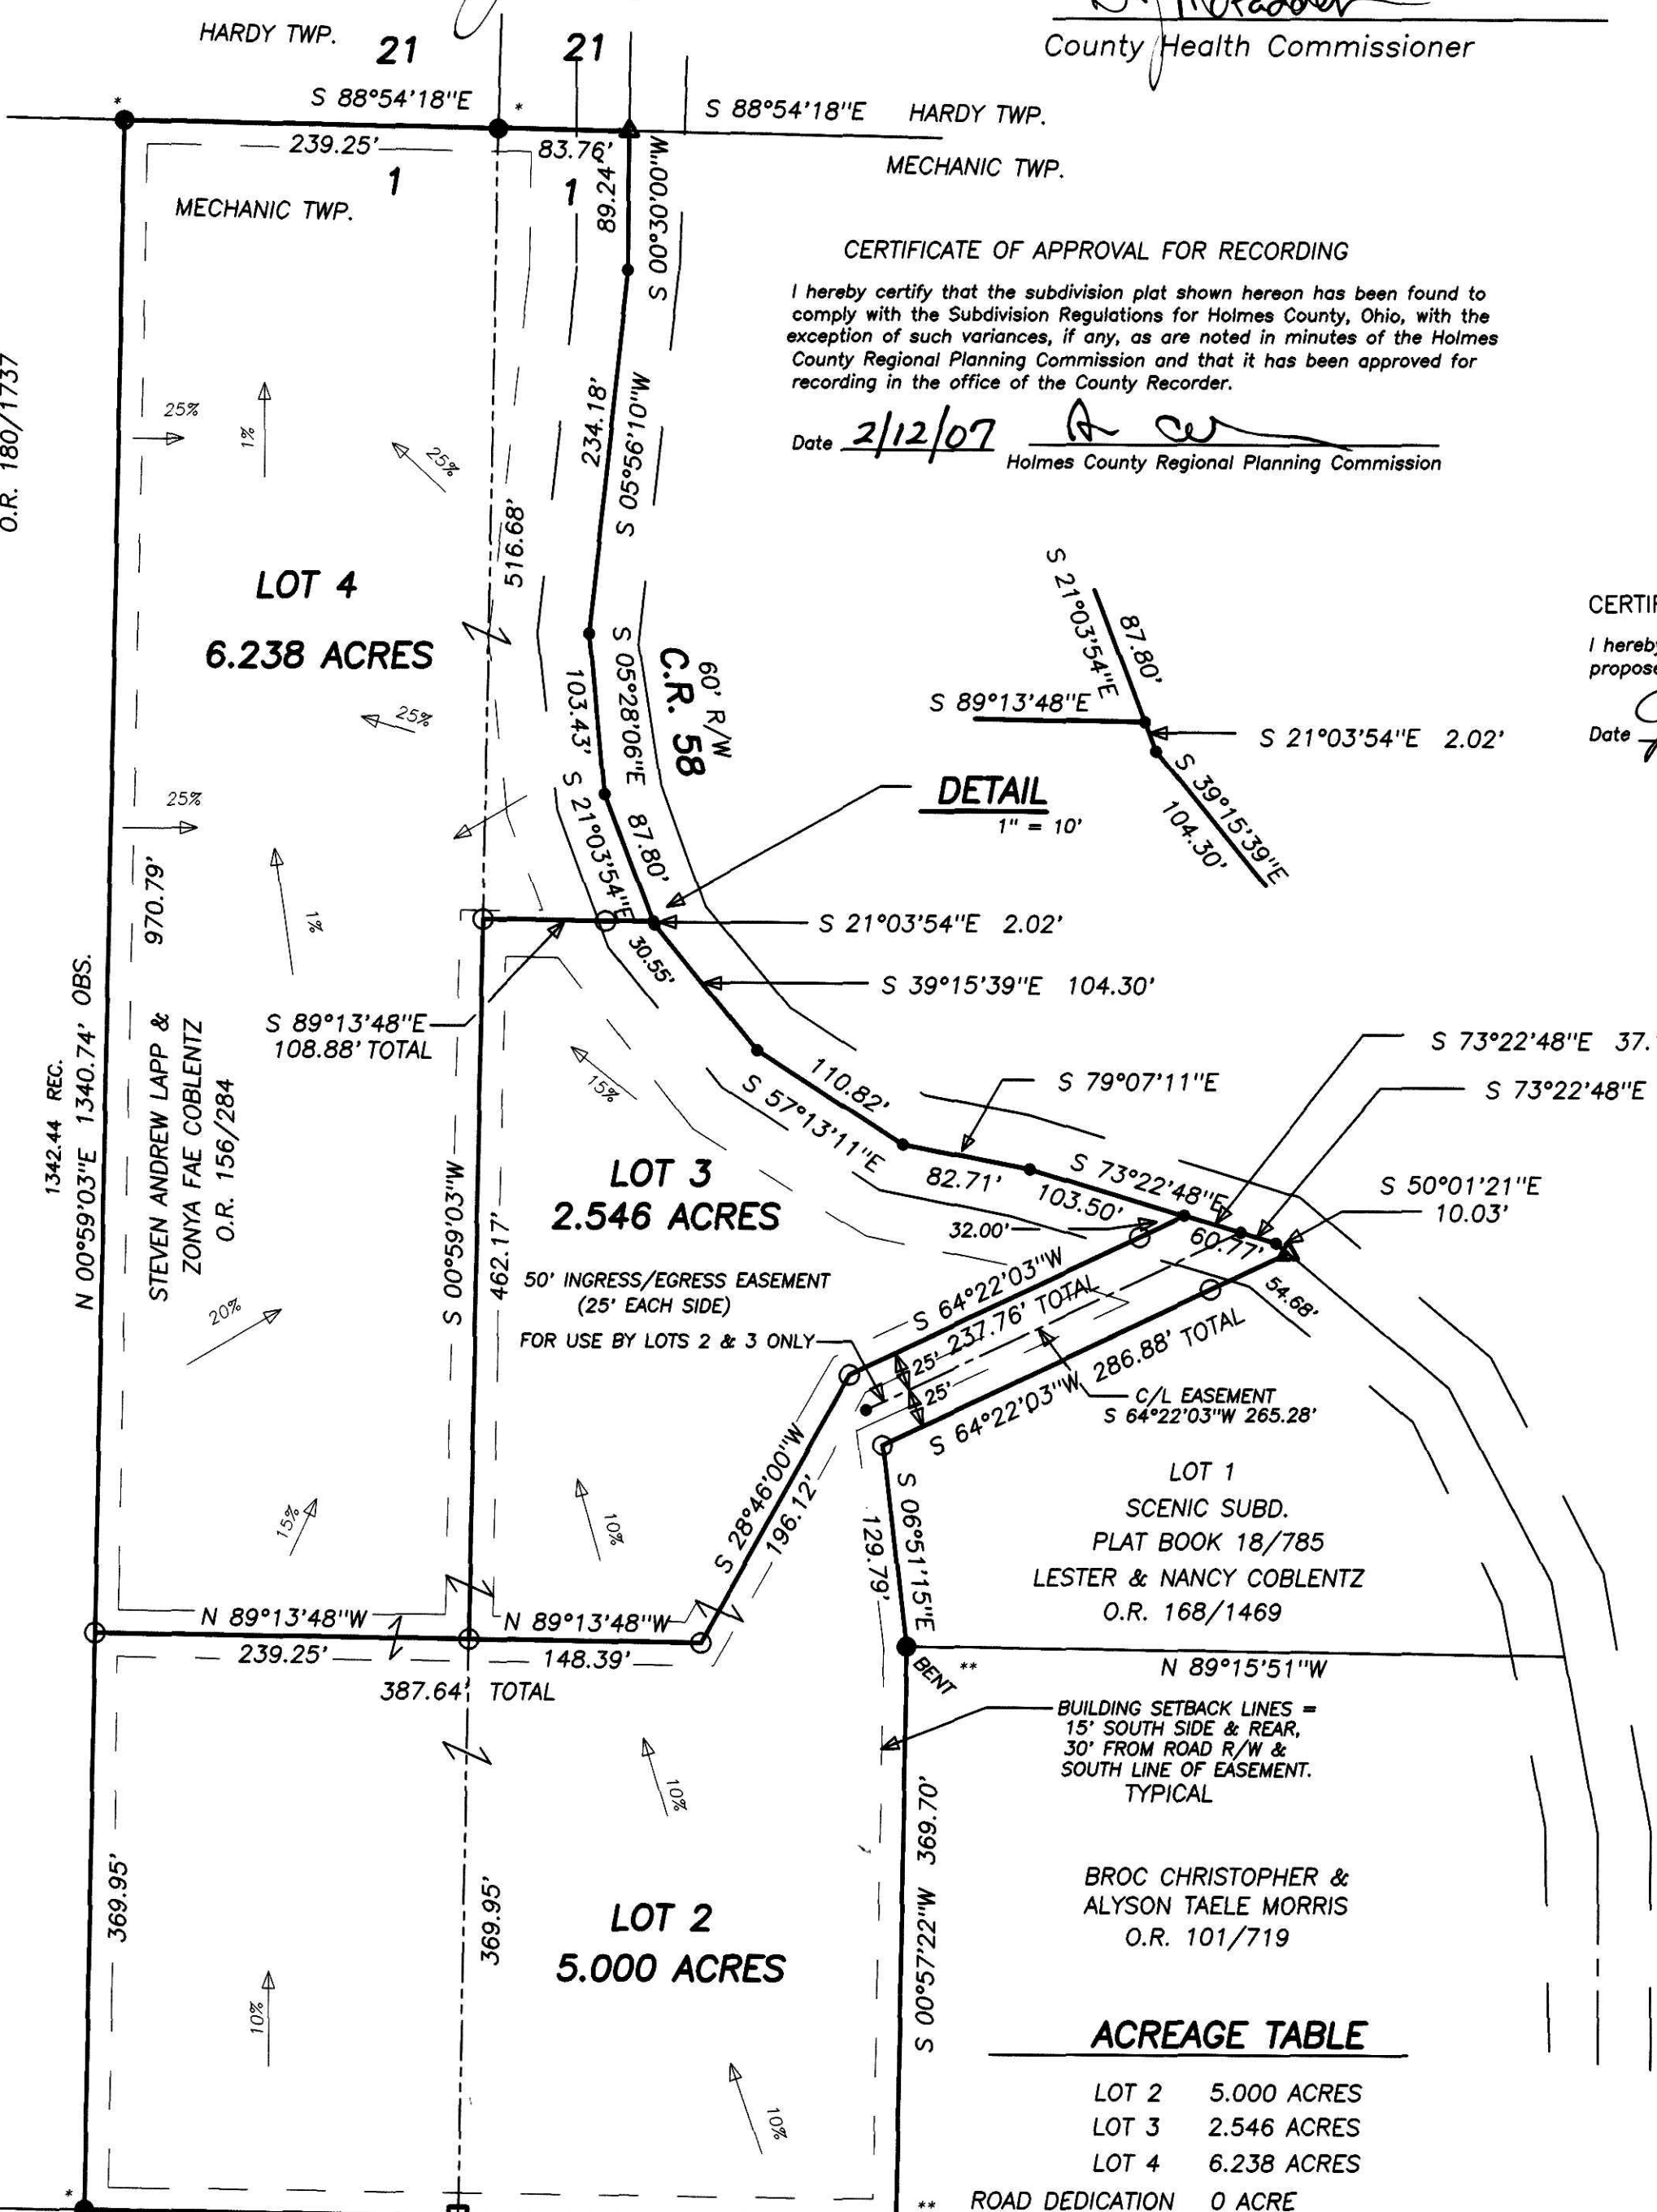 County Health Commissioner
HARDY TWP.
21
21
*
S 88°54'18"E
*
S 88°54'18"E
HARDY TWP.
239.25'
83.76'
MECHANIC TWP.
1
1
MECHANIC TWP.
89.24'
S 00°30'00"W
CERTIFICATE OF APPROVAL FOR RECORDING
I hereby certify that the subdivision plat shown hereon has been found to
comply with the Subdivision Regulations for Holmes County, Ohio, with the
exception of such variances, if any, as are noted in minutes of the Holmes
County Regional Planning Commission and that it has been approved for
recording in the office of the County Recorder.
Date 2/12/07
Holmes County Regional Planning Commission
O.R. 180/1737
25%
1%
25%
234.18'
S 05°56'10"W
516.68'
LOT 4
6.238 ACRES
25%
25%
103.43'
S 05°28'06"E
60' R/W
C.R. 58
S 21°03'54"E
87.80'
S 21°03'54"E
87.80'
S 89°13'48"E
S 21°03'54"E 2.02'
S 39°15'39"E
104.30'
DETAIL
1" = 10'
I hereby
Date
970.79'
1%
S 21°03'54"E 2.02'
30.55'
S 39°15'39"E 104.30'
S 89°13'48"E
108.88' TOTAL
1342.44 REC.
N 00°59'03"E 1340.74' OBS.
STEVEN ANDREW LAPP &
ZONYA FAE COBLENTZ
O.R. 156/284
S 00°59'03"W
462.17'
15%
110.82'
S 57°13'11"E
S 79°07'11"E
82.71'
S 73°22'48"E
103.50'
S 73°22'48"E 37.
S 73°22'48"E
S 50°01'21"E
10.03'
60.77'
32.00'
54.68'
LOT 3
2.546 ACRES
50' INGRESS/EGRESS EASEMENT
(25' EACH SIDE)
FOR USE BY LOTS 2 & 3 ONLY
S 64°22'03"W
237.76' TOTAL
25'
25'
S 64°22'03"W 286.88' TOTAL
C/L EASEMENT
S 64°22'03"W 265.28'
20%
15%
10%
S 28°46'00"W
196.12'
S 06°51'15"E
129.79'
LOT 1
SCENIC SUBD.
PLAT BOOK 18/785
LESTER & NANCY COBLENTZ
O.R. 168/1469
N 89°13'48"W
239.25'
N 89°13'48"W
148.39'
387.64' TOTAL
BENT
**
N 89°15'51"W
BUILDING SETBACK LINES =
15' SOUTH SIDE & REAR,
30' FROM ROAD R/W &
SOUTH LINE OF EASEMENT.
TYPICAL
10%
369.95'
369.95'
S 00°57'22"W 369.70'
LOT 2
5.000 ACRES
BROC CHRISTOPHER &
ALYSON TAELE MORRIS
O.R. 101/719
10%
10%
ACREAGE TABLE
LOT 2 5.000 ACRES
LOT 3 2.546 ACRES
LOT 4 6.238 ACRES
*
** ROAD DEDICATION 0 ACRE